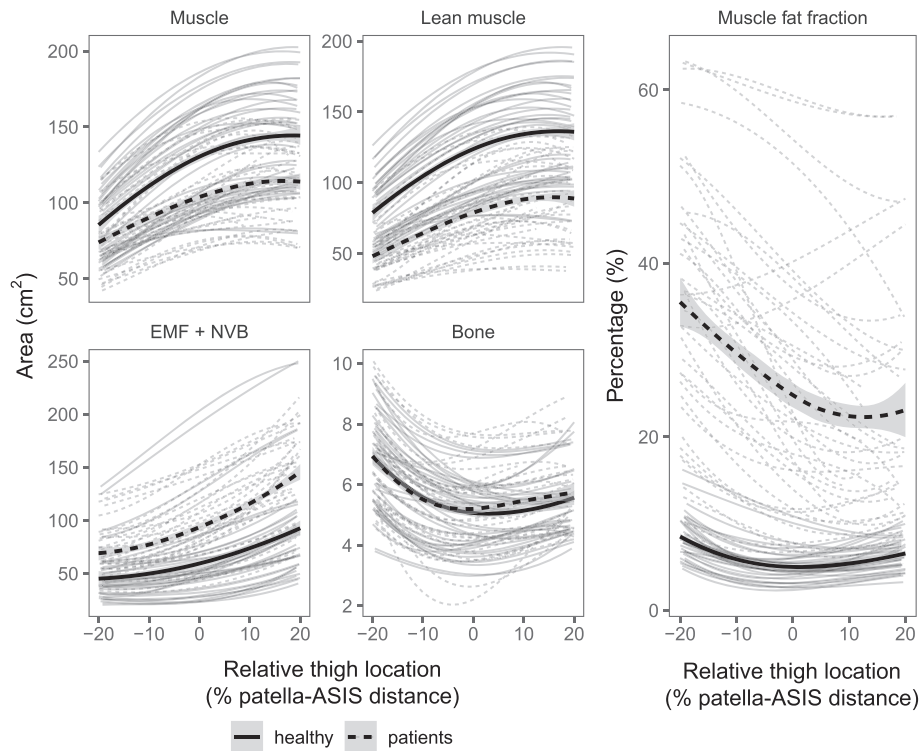 Muscle
Lean muscle
Muscle fat fraction
200
150
100
50
200
150
100
50
60
40
20
0
Area (cm²)
Percentage (%)
EMF + NVB
Bone
250
200
150
100
50
10
8
6
4
2
−20 −10 0 10 20
−20 −10 0 10 20
−20 −10 0 10 20
Relative thigh location
(% patella-ASIS distance)
Relative thigh location
(% patella-ASIS distance)
healthy patients